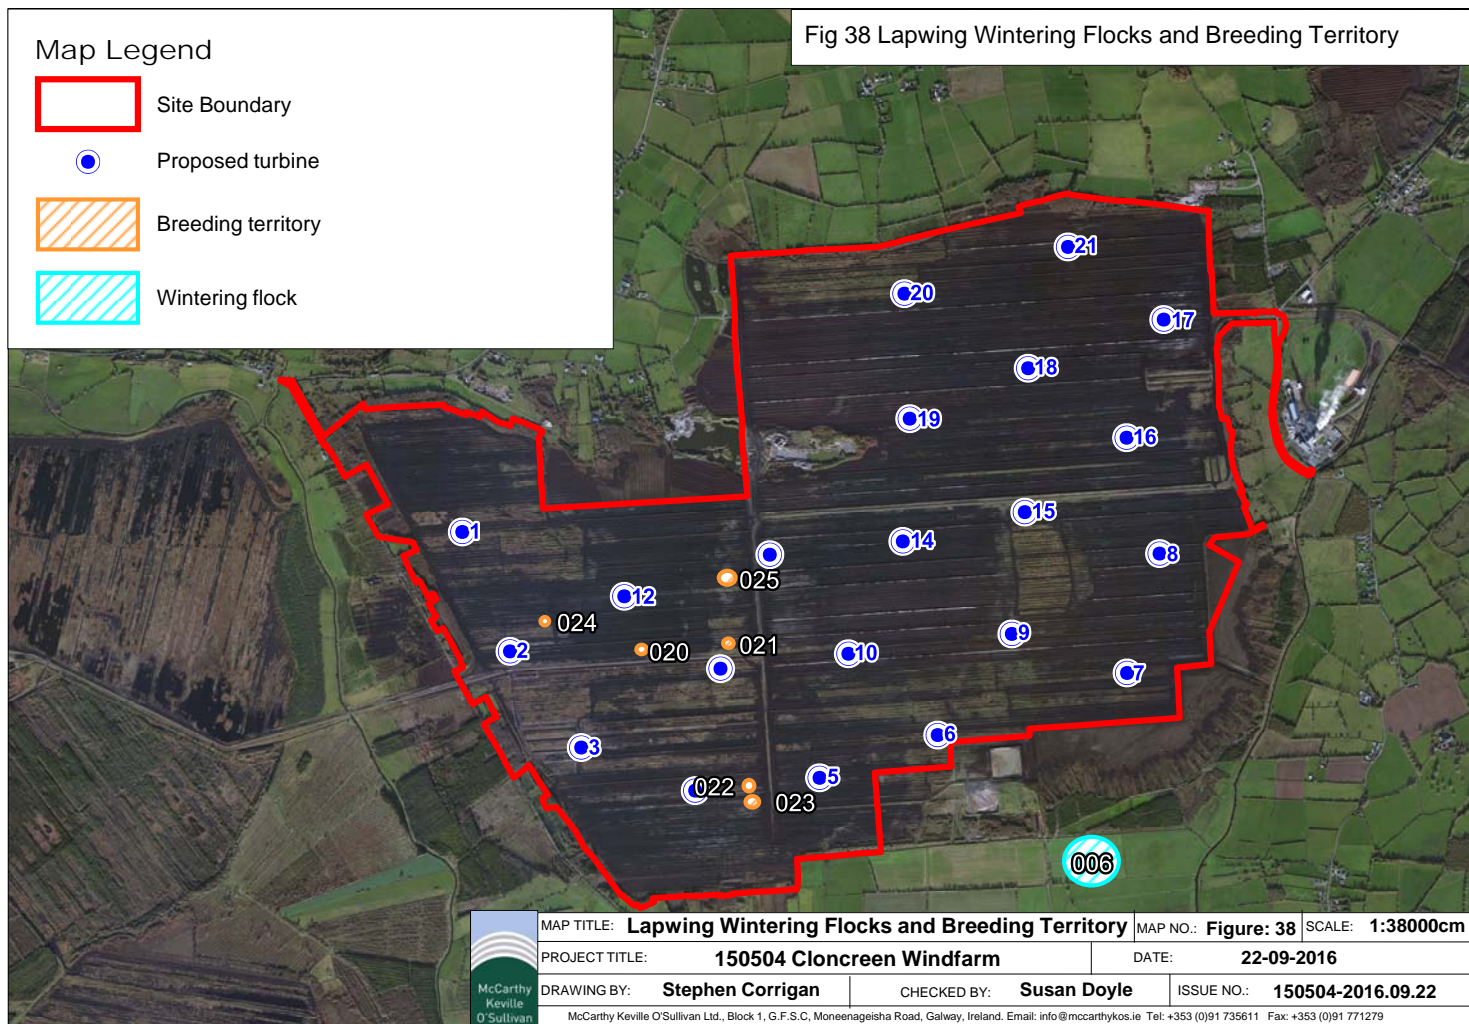 Fig 38 Lapwing Wintering Flocks and Breeding Territory
Map Legend
Site Boundary
Proposed turbine
Breeding territory
Wintering flock
21
20
17
18
19
16
15
1
14
8
025
12
024
9
021
2
020
10
7
6
3
5
022
023
006
MAP TITLE: Lapwing Wintering Flocks and Breeding Territory MAP NO.: Figure: 38 SCALE: 1:38000cm
PROJECT TITLE: 150504 Cloncreen Windfarm DATE: 22-09-2016
DRAWING BY: Stephen Corrigan CHECKED BY: Susan Doyle ISSUE NO.: 150504-2016.09.22
McCarthy
Keville
O'Sullivan
McCarthy Keville O'Sullivan Ltd., Block 1, G.F.S.C, Moneenageisha Road, Galway, Ireland. Email: info@mccarthykos.ie Tel: +353 (0)91 735611 Fax: +353 (0)91 771279